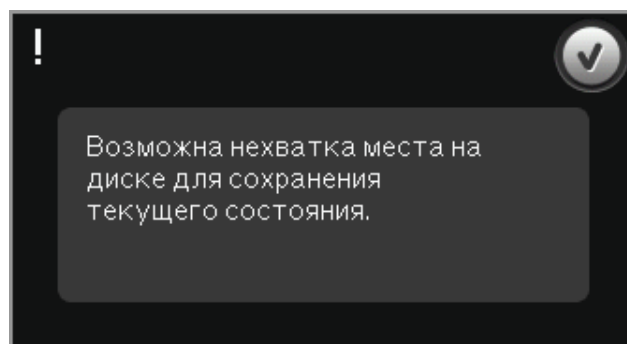 !
Возможна нехватка места на
диске для сохранения
текущего состояния.